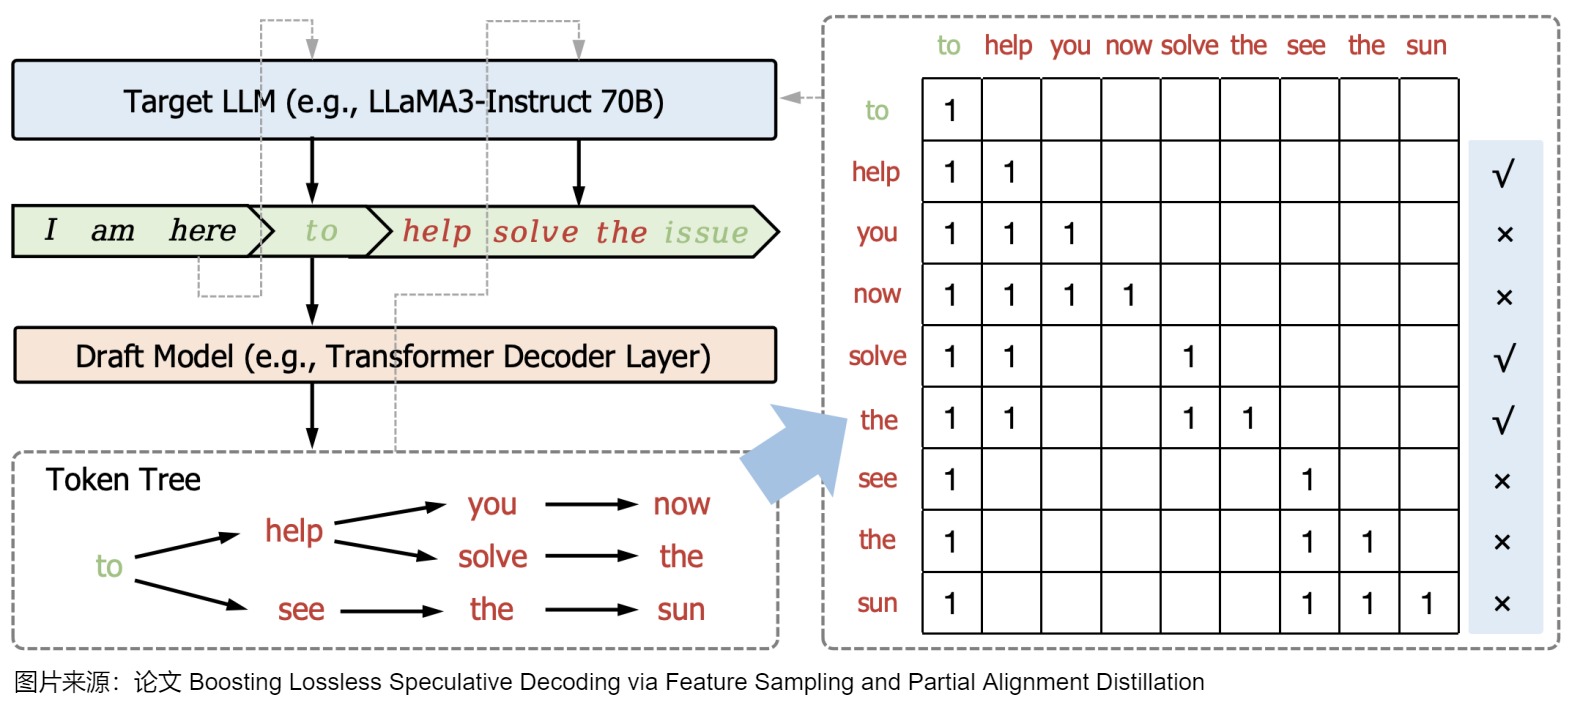 Target LLM (e.g., LLaMA3-Instruct 70B)
I am here to help solve the issue
Draft Model (e.g., Transformer Decoder Layer)
Token Tree
to
help
see
you
solve
the
now
the
sun
to help you now solve the see the sun
to 1
help 1 1 √
you 1 1 1 ×
now 1 1 1 1 ×
solve 1 1 1 √
the 1 1 1 1 √
see 1 1 ×
the 1 1 1 ×
sun 1 1 1 1 ×
图片来源：论文 Boosting Lossless Speculative Decoding via Feature Sampling and Partial Alignment Distillation